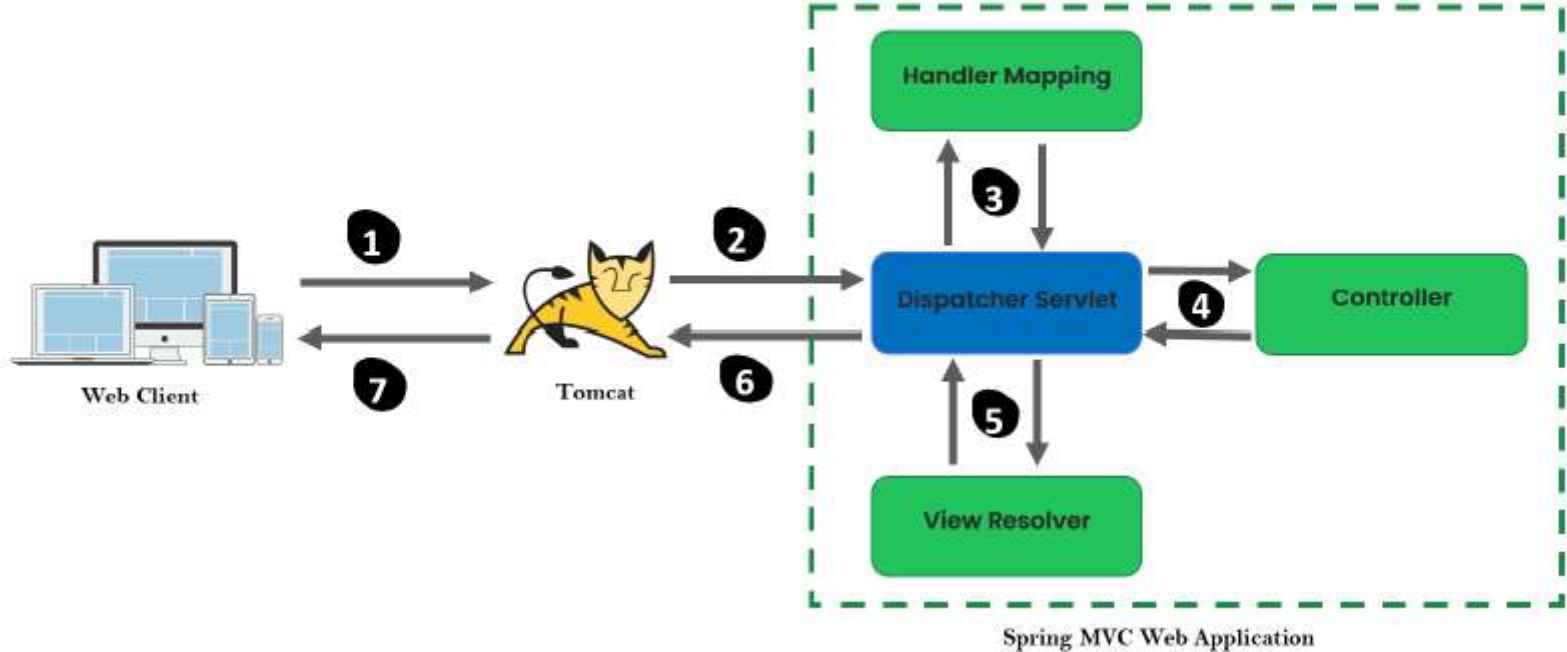 Handler Mapping
3
1
2
Dispatcher Servlet
4
Controller
7
Web Client
Tomcat
6
5
View Resolver
Spring MVC Web Application